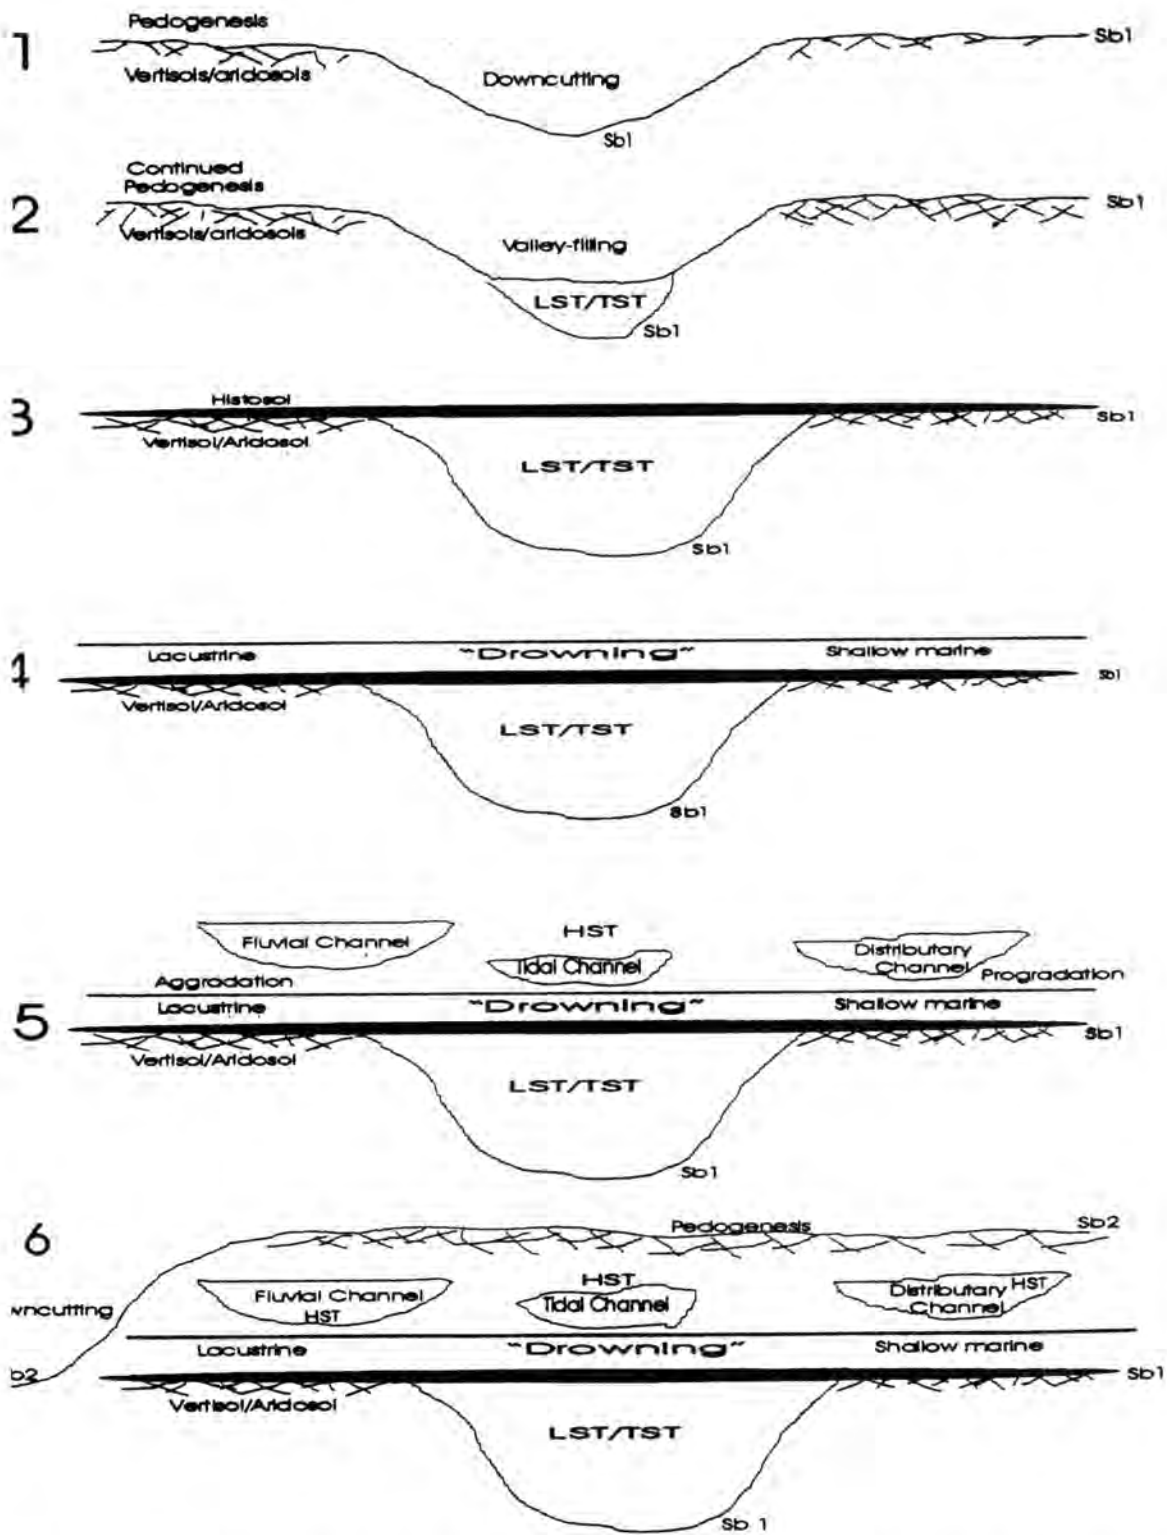 1
Pedogenesis
Sb1
Vertisols/aridosols
Downcutting
Sb1
Continued
Pedogenesis
2
Sb1
Vertisols/aridosols
Valley-filling
LST/TST
Sb1
3
Histosol
Sb1
Vertisol/Aridosol
LST/TST
Sb1
4
Lacustrine "Drowning" Shallow marine
Sb1
Vertisol/Aridosol
LST/TST
Sb1
Fluvial Channel
HST
Distributary
Channel
Tidal Channel
Aggradation
Progradation
5
Lacustrine "Drowning" Shallow marine
Sb1
Vertisol/Aridosol
LST/TST
Sb1
6
Pedogenesis
Sb2
HST
Fluvial Channel
HST
Tidal Channel
Distributary HST
Channel
wncutting
Lacustrine "Drowning" Shallow marine
b2
Sb1
Vertisol/Aridosol
LST/TST
Sb 1